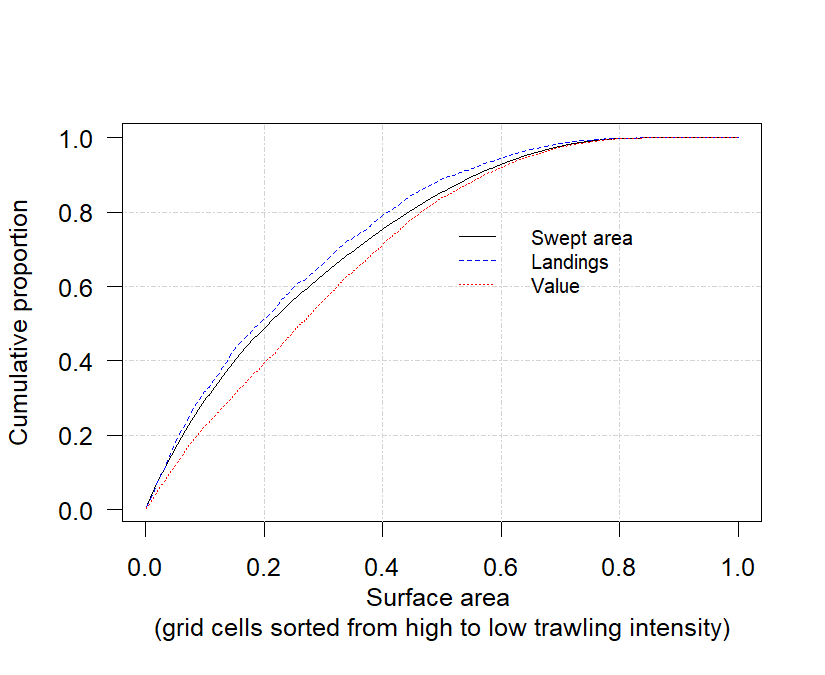 1.0
0.8
0.6
0.4
0.2
0.0
Cumulative proportion
Swept area
Landings
Value
0.0 0.2 0.4 0.6 0.8 1.0
Surface area
(grid cells sorted from high to low trawling intensity)